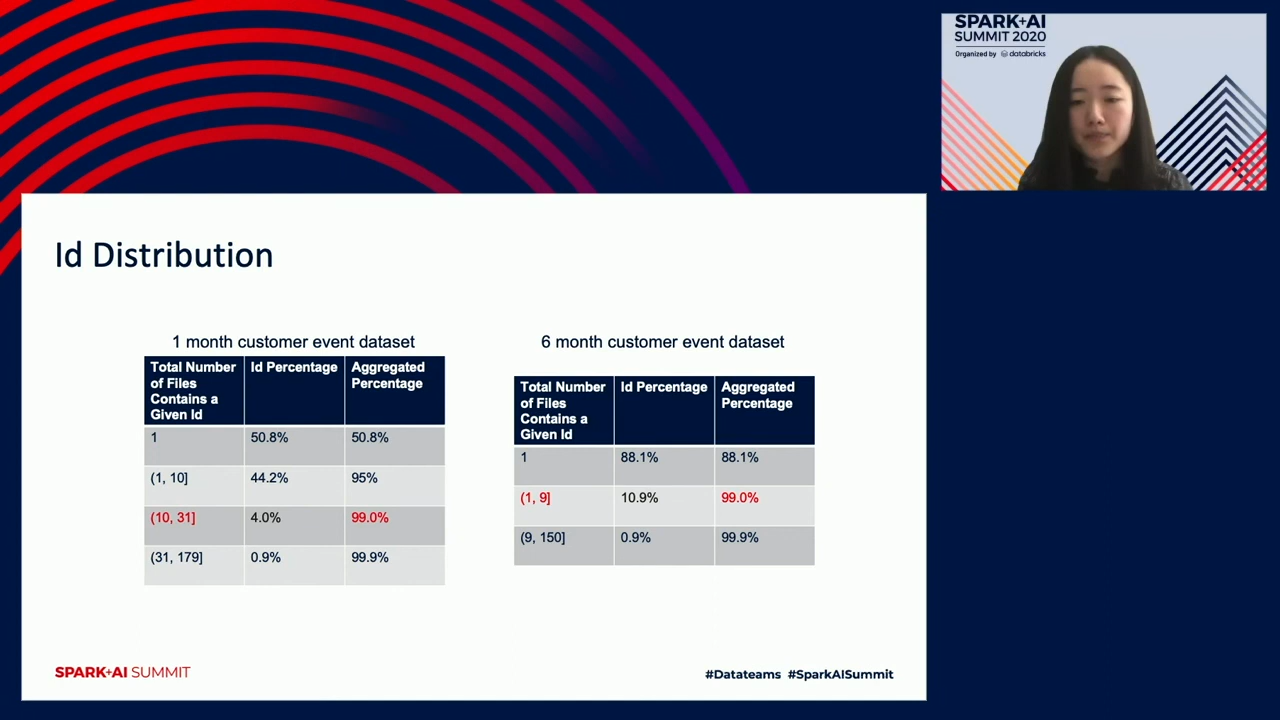 SPARK+AI
SUMMIT 2020
Organized by databricks
Id Distribution
1 month customer event dataset
Total Number of Files Contains a Given Id
Id Percentage
Aggregated Percentage
1 50.8% 50.8%
(1, 10] 44.2% 95%
(10, 31] 4.0% 99.0%
(31, 179] 0.9% 99.9%
6 month customer event dataset
Total Number of Files Contains a Given Id
Id Percentage
Aggregated Percentage
1 88.1% 88.1%
(1, 9] 10.9% 99.0%
(9, 150] 0.9% 99.9%
SPARK+AI SUMMIT
#Datateams #SparkAISummit